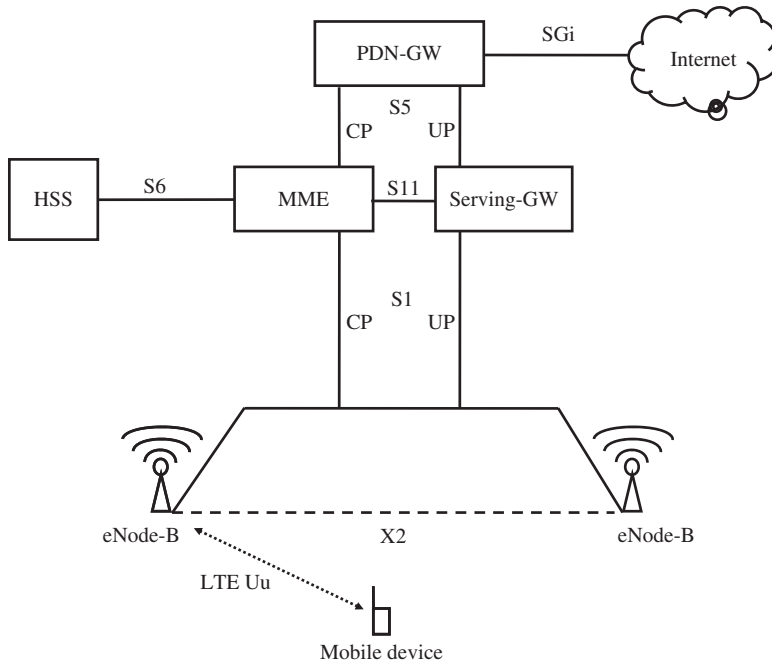 SGi
PDN-GW
Internet
S5
CP
UP
HSS
S6
MME
S11
Serving-GW
S1
CP
UP
eNode-B
X2
eNode-B
LTE Uu
Mobile device